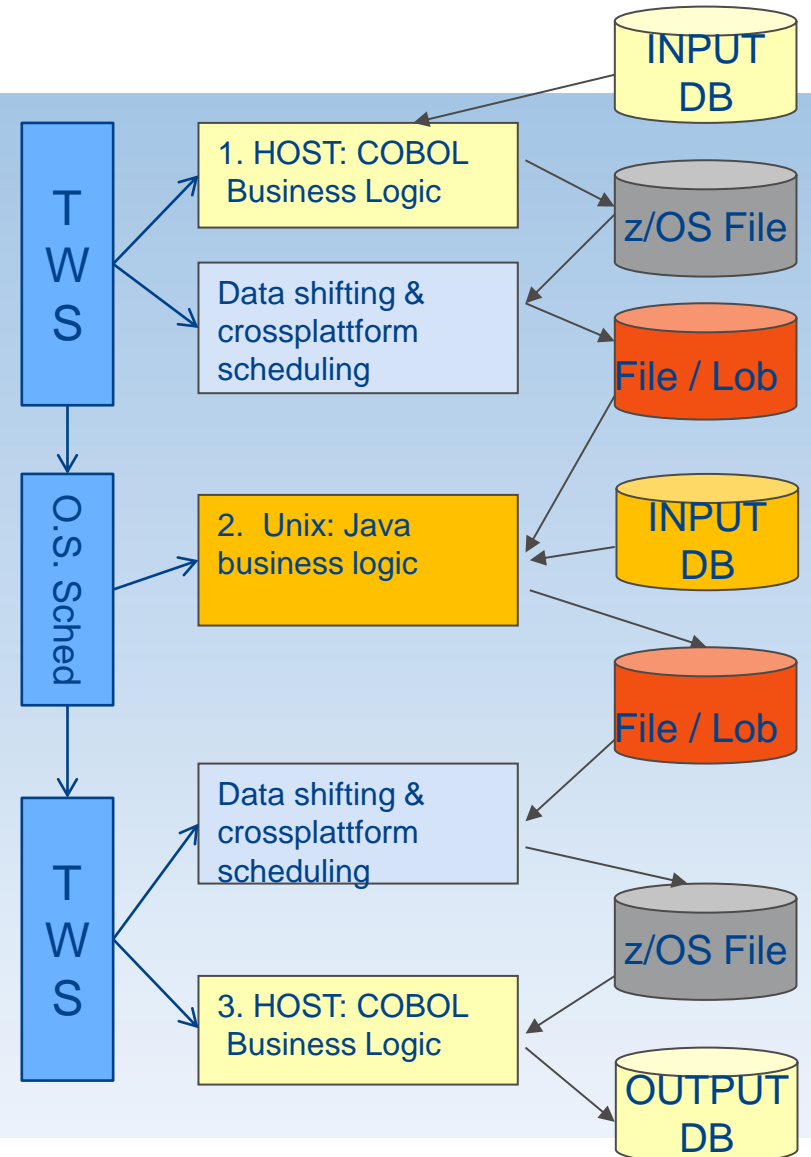 INPUT
DB
T
W
S
1. HOST: COBOL
Business Logic
z/OS File
Data shifting &
crossplattform
scheduling
File / Lob
O.S. Sched
2. Unix: Java
business logic
INPUT
DB
File / Lob
T
W
S
Data shifting &
crossplattform
scheduling
z/OS File
3. HOST: COBOL
Business Logic
OUTPUT
DB